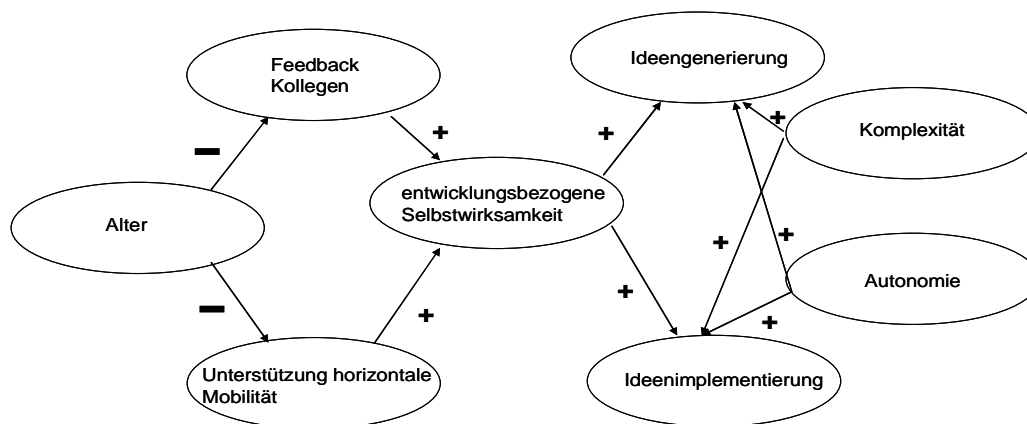 Feedback
Kollegen
Ideengenerierung
+
Komplexität
−
+
+
entwicklungsbezogene
Selbstwirksamkeit
Alter
+
+
Autonomie
−
+
+
+
Unterstützung horizontale
Mobilität
Ideenimplementierung